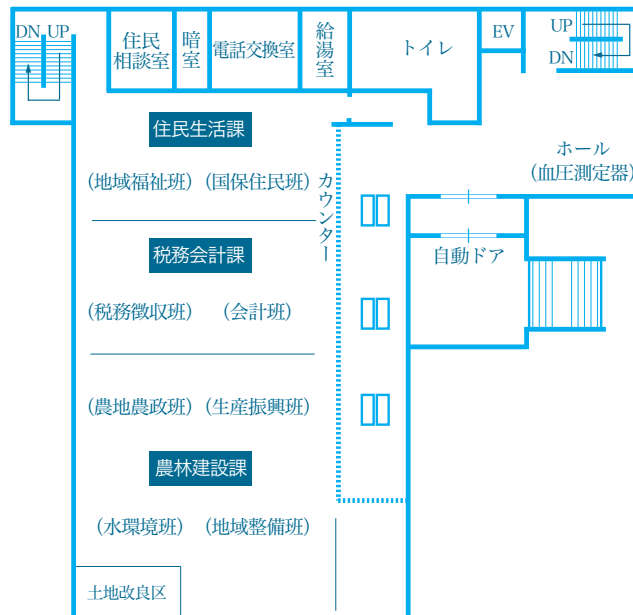 DN UP
住民
相談室
暗
室
電話交換室
給
湯
室
トイレ
EV
UP
DN
住民生活課
ホール
(血圧測定器)
(地域福祉班) (国保住民班)
カウンター
税務会計課
自動ドア
(税務徴収班) (会計班)
(農地農政班) (生産振興班)
農林建設課
(水環境班) (地域整備班)
土地改良区